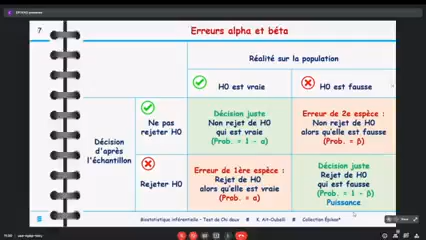 7
Erreurs alpha et béta
Réalité sur la population
H0 est vraie
H0 est fausse
Décision
d'après
l'échantillon
Ne pas
rejeter H0
Décision juste
Non rejet de H0
qui est vraie
(Prob. = 1 - α)
Erreur de 2e espèce :
Non rejet de H0
alors qu'elle est fausse
(Prob. = β)
Rejeter H0
Erreur de 1ère espèce :
Rejet de H0
alors qu'elle est vraie
(Prob. = α)
Décision juste
Rejet de H0
qui est fausse
(Prob. = 1 - β)
Puissance
Biostatistique inférentielle – Test de Chi deux
K. Ait-Oubelli
Collection Épikas*